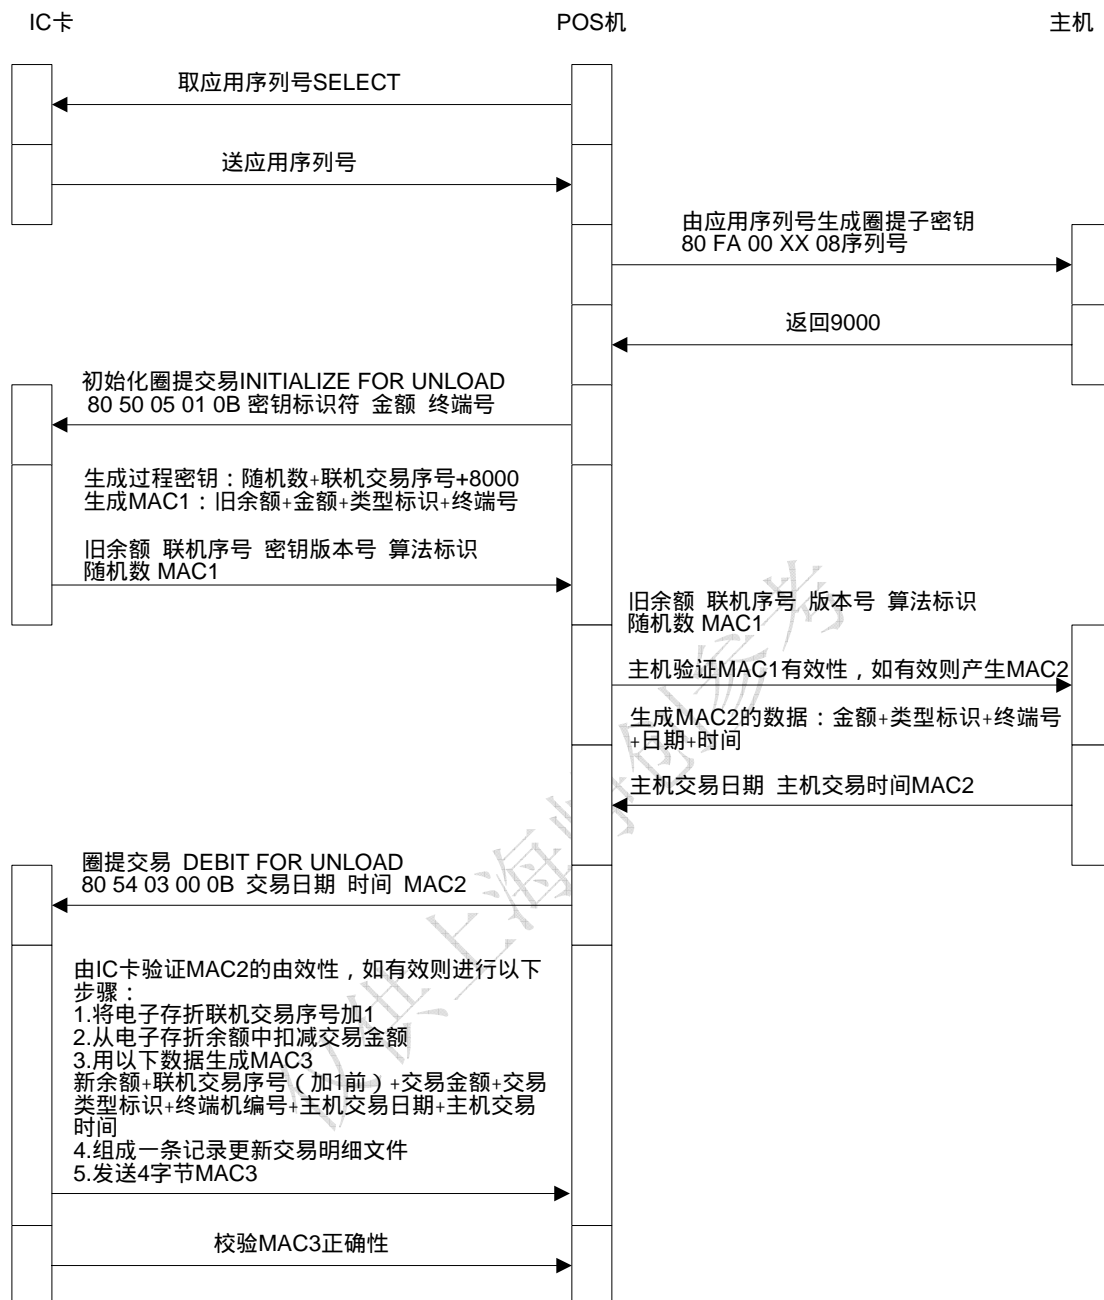 IC卡
POS机
主机
取应用序列号SELECT
送应用序列号
由应用序列号生成圈提子密钥
80 FA 00 XX 08序列号
返回9000
初始化圈提交易INITIALIZE FOR UNLOAD
80 50 05 01 0B 密钥标识符 金额 终端号
生成过程密钥：随机数+联机交易序号+8000
生成MAC1：旧余额+金额+类型标识+终端号
旧余额 联机序号 密钥版本号 算法标识
随机数 MAC1
旧余额 联机序号 版本号 算法标识
随机数 MAC1
主机验证MAC1有效性，如有效则产生MAC2
生成MAC2的数据：金额+类型标识+终端号
+日期+时间
主机交易日期 主机交易时间MAC2
圈提交易 DEBIT FOR UNLOAD
80 54 03 00 0B 交易日期 时间 MAC2
由IC卡验证MAC2的由效性，如有效则进行以下
步骤：
1.将电子存折联机交易序号加1
2.从电子存折余额中扣减交易金额
3.用以下数据生成MAC3
新余额+联机交易序号（加1前）+交易金额+交易
类型标识+终端机编号+主机交易日期+主机交易
时间
4.组成一条记录更新交易明细文件
5.发送4字节MAC3
校验MAC3正确性